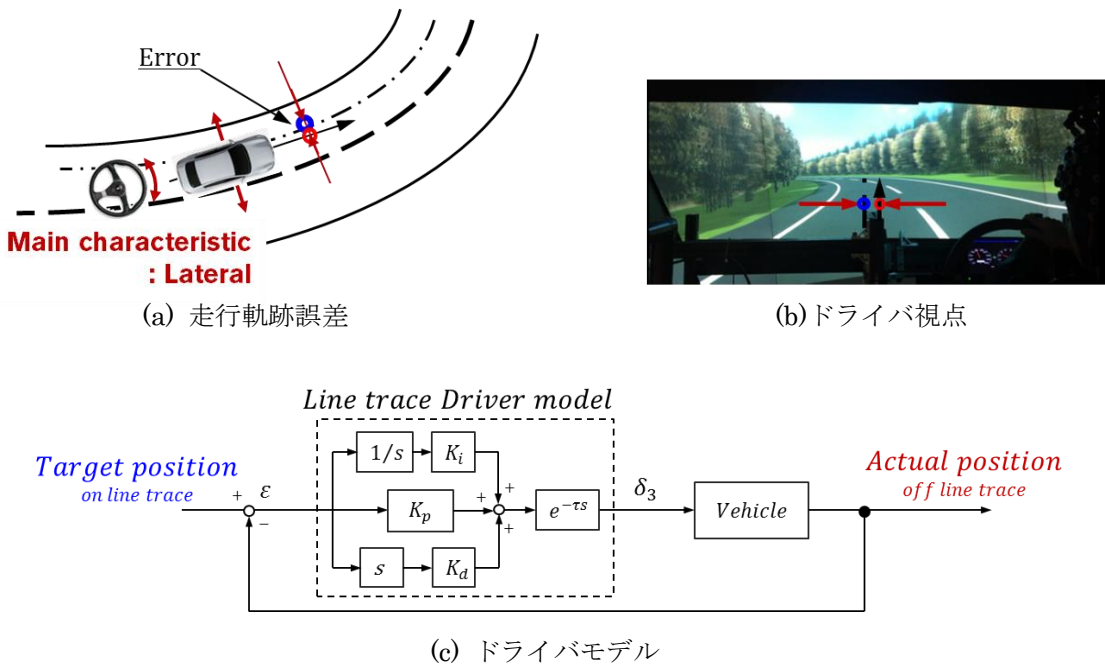 Error
Main characteristic
: Lateral
(a) 走行軌跡誤差
(b)ドライバ視点
Line trace Driver model
1/s
K_i
Target position
on line trace
+
ε
−
K_p
+
+
+
e^{−τs}
δ_3
Vehicle
Actual position
off line trace
s
K_d
(c) ドライバモデル